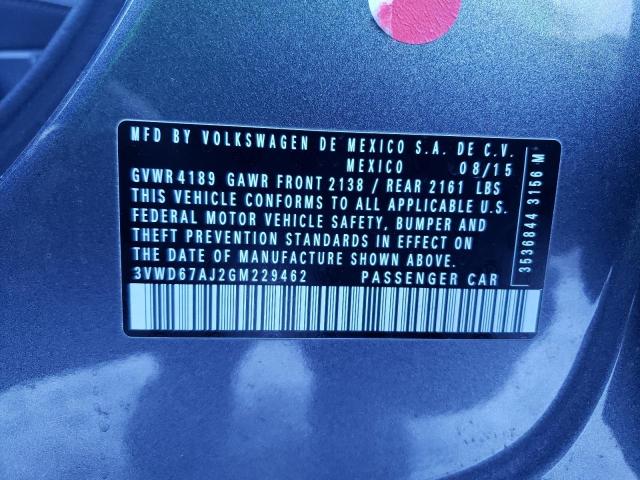 MFD BY VOLKSWAGEN DE MEXICO S.A. DE C.V.
MEXICO 08/15
GVWR 4189 GAWR FRONT 2138 / REAR 2161 LBS
THIS VEHICLE CONFORMS TO ALL APPLICABLE U.S.
FEDERAL MOTOR VEHICLE SAFETY, BUMPER AND
THEFT PREVENTION STANDARDS IN EFFECT ON
THE DATE OF MANUFACTURE SHOWN ABOVE.
3VWD67AJ2GM229462 PASSENGER CAR
3536844 3156 M